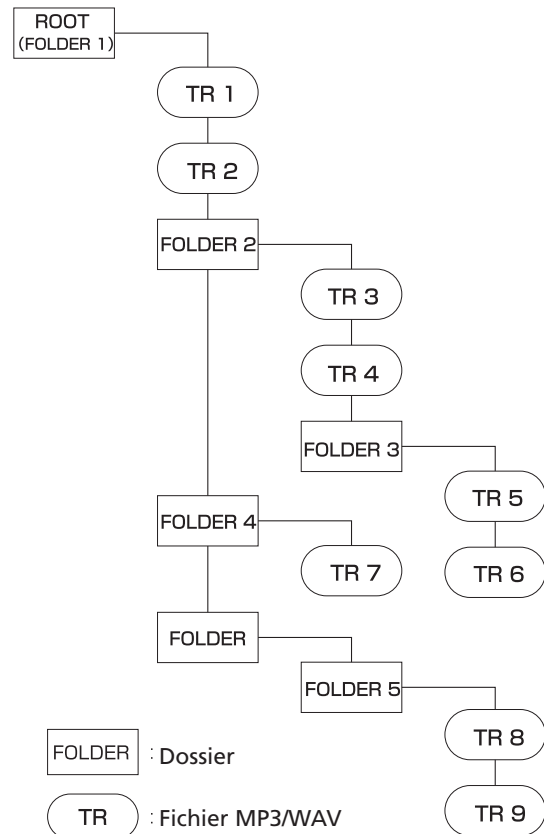 ROOT
(FOLDER 1)
TR 1
TR 2
FOLDER 2
TR 3
TR 4
FOLDER 3
TR 5
TR 6
FOLDER 4
TR 7
FOLDER
FOLDER 5
TR 8
TR 9
FOLDER : Dossier
TR : Fichier MP3/WAV